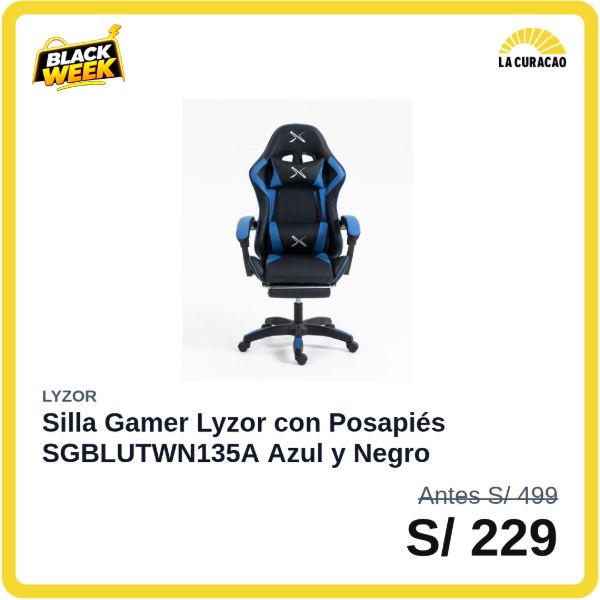 BLACK
WEEK
LA CURACAO
LYZOR
Silla Gamer Lyzor con Posapiés
SGBLUTWN135A Azul y Negro
Antes S/ 499
S/ 229